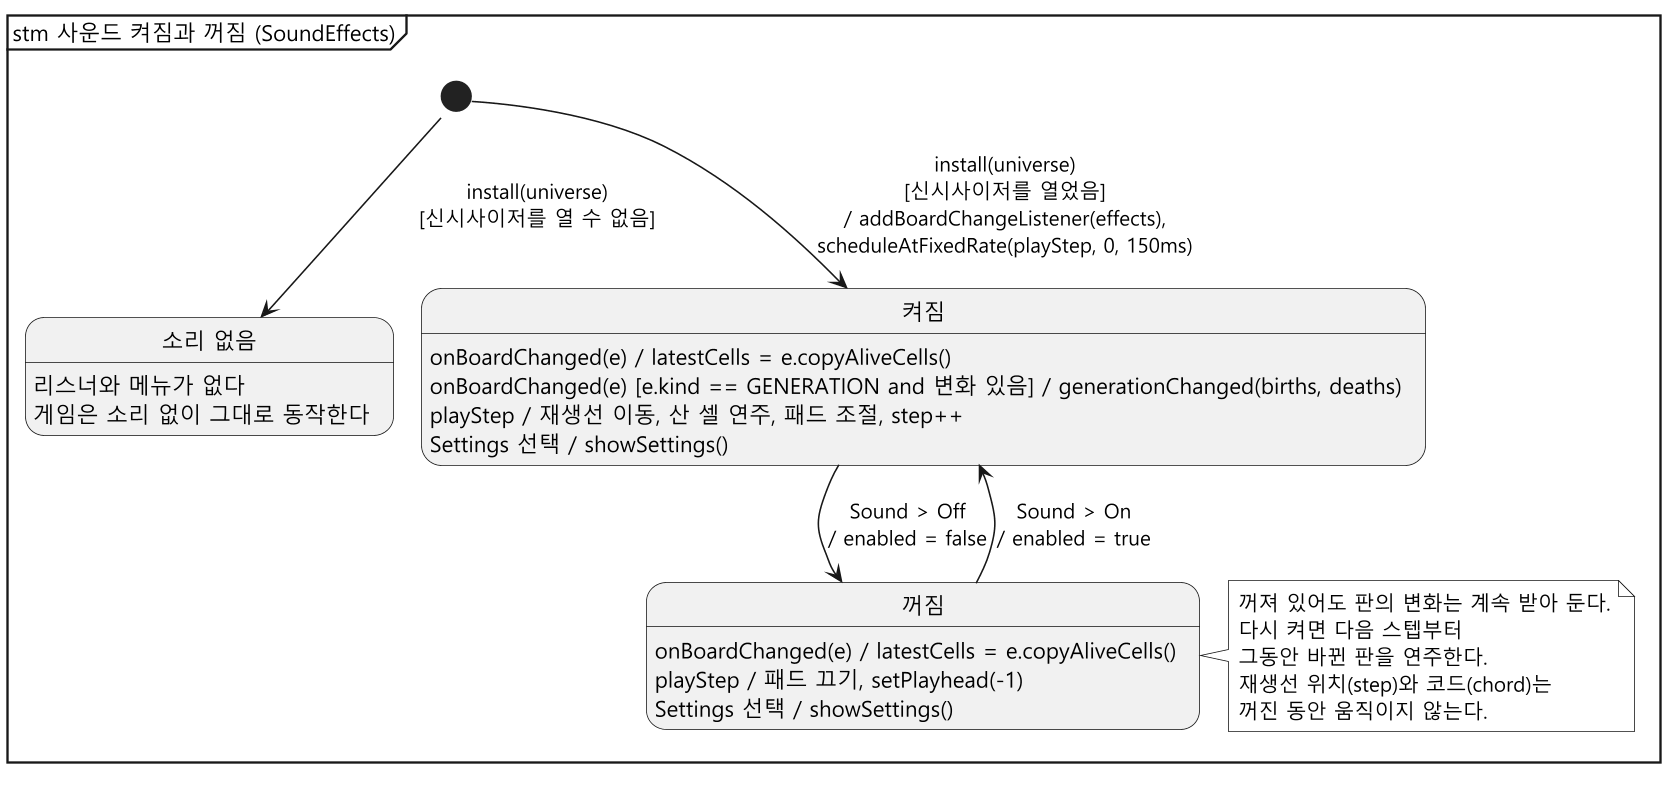 stm 사운드 켜짐과 꺼짐 (SoundEffects)
install(universe)
[신시사이저를 열 수 없음]
install(universe)
[신시사이저를 열었음]
/ addBoardChangeListener(effects),
scheduleAtFixedRate(playStep, 0, 150ms)
소리 없음
리스너와 메뉴가 없다
게임은 소리 없이 그대로 동작한다
켜짐
onBoardChanged(e) / latestCells = e.copyAliveCells()
onBoardChanged(e) [e.kind == GENERATION and 변화 있음] / generationChanged(births, deaths)
playStep / 재생선 이동, 산 셀 연주, 패드 조절, step++
Settings 선택 / showSettings()
Sound > Off
/ enabled = false
Sound > On
/ enabled = true
꺼짐
onBoardChanged(e) / latestCells = e.copyAliveCells()
playStep / 패드 끄기, setPlayhead(-1)
Settings 선택 / showSettings()
꺼져 있어도 판의 변화는 계속 받아 둔다.
다시 켜면 다음 스텝부터
그동안 바뀐 판을 연주한다.
재생선 위치(step)와 코드(chord)는
꺼진 동안 움직이지 않는다.